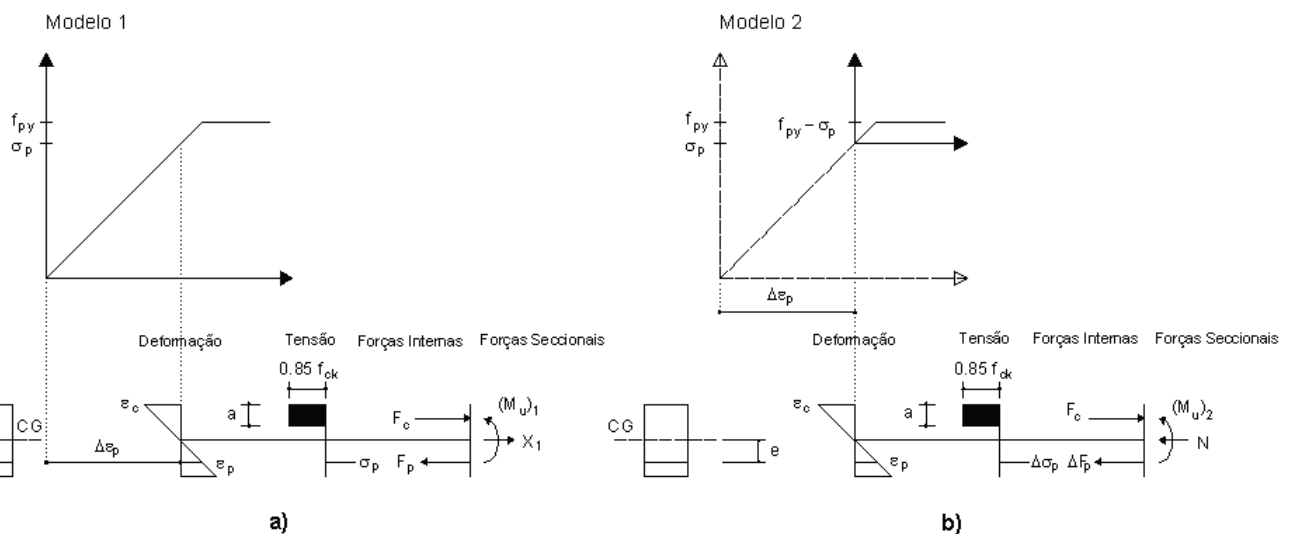 Modelo 1
Modelo 2
f_py
σ_p
f_py
σ_p
f_py – σ_p
Δε_p
Deformação Tensão Forças Internas Forças Seccionais
0.85 f_ck
ε_c
a
F_c
(M_u)_1
CG
X_1
Δε_p
ε_p
σ_p
F_p
Deformação Tensão Forças Internas Forças Seccionais
0.85 f_ck
ε_c
a
F_c
(M_u)_2
CG
N
e
ε_p
Δσ_p
ΔF_p
a)
b)